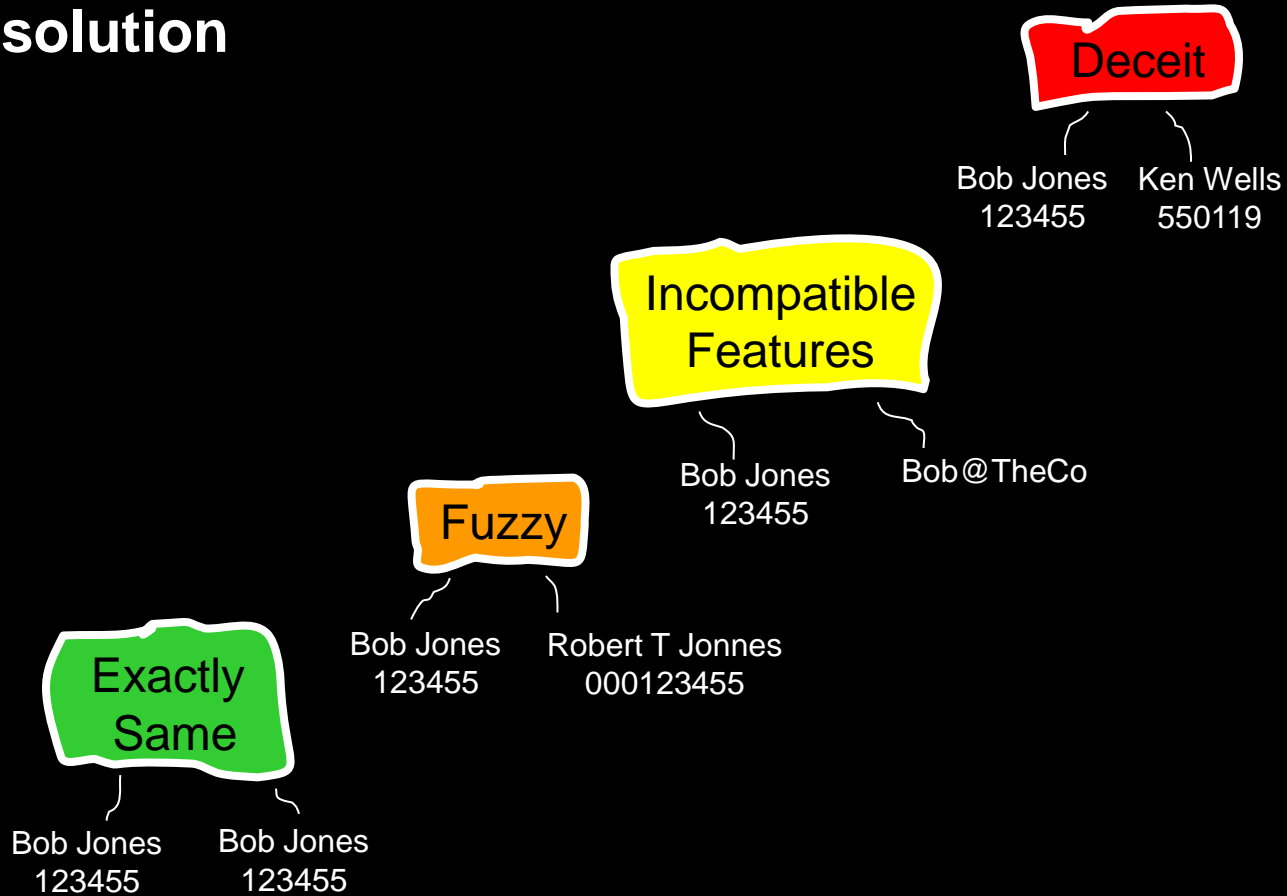 solution
Deceit
Bob Jones
123455
Ken Wells
550119
Incompatible
Features
Bob Jones
123455
Bob@TheCo
Fuzzy
Bob Jones
123455
Robert T Jonnes
000123455
Exactly
Same
Bob Jones
123455
Bob Jones
123455